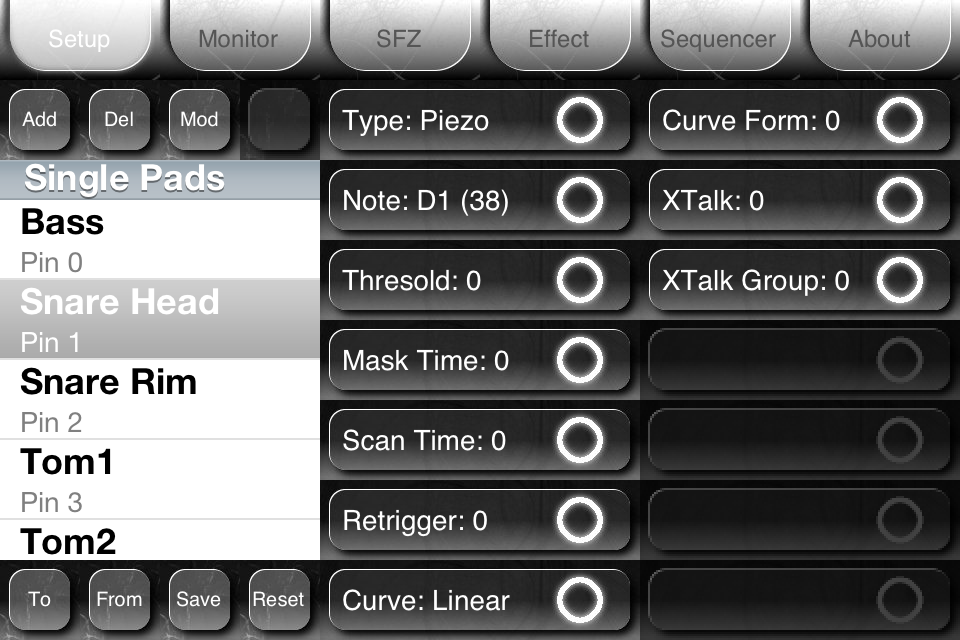 Setup
Monitor
SFZ
Effect
Sequencer
About
Add
Del
Mod
Single Pads
Bass
Pin 0
Snare Head
Pin 1
Snare Rim
Pin 2
Tom1
Pin 3
Tom2
To
From
Save
Reset
Type: Piezo
Note: D1 (38)
Thresold: 0
Mask Time: 0
Scan Time: 0
Retrigger: 0
Curve: Linear
Curve Form: 0
XTalk: 0
XTalk Group: 0